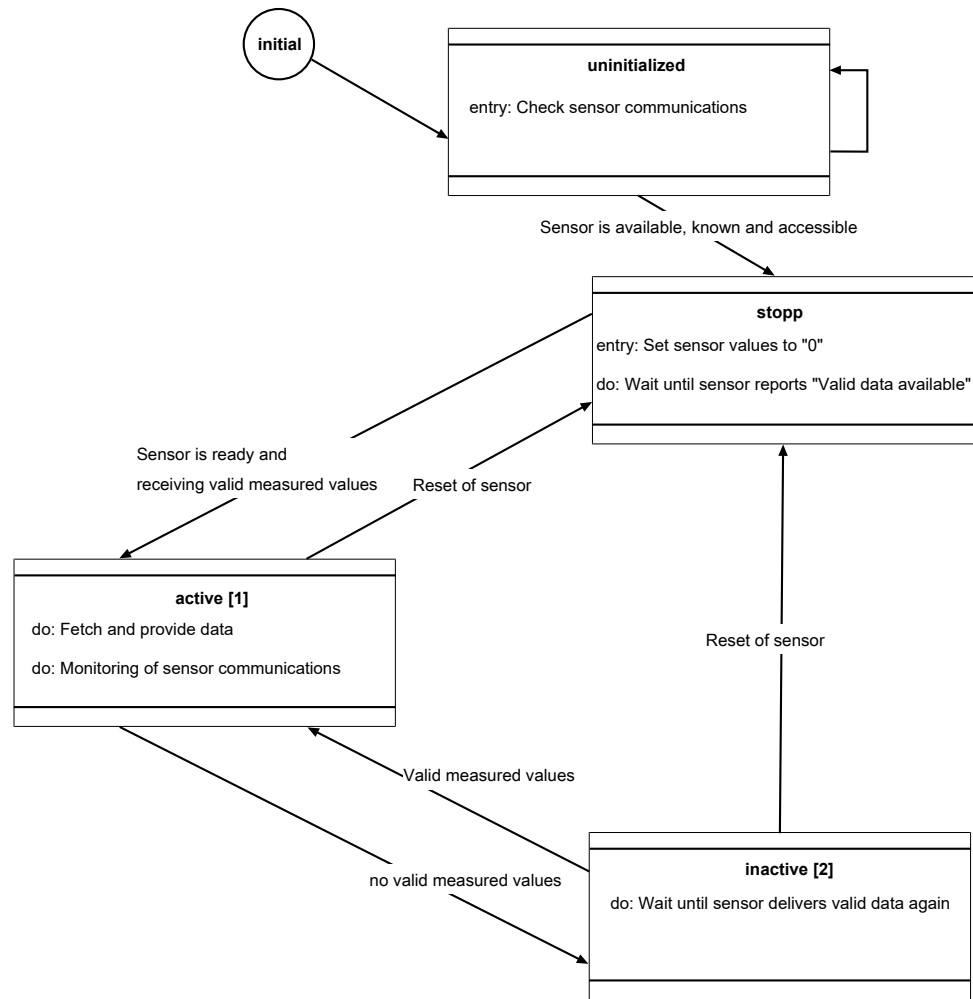 initial
uninitialized
entry: Check sensor communications
Sensor is available, known and accessible
stopp
entry: Set sensor values to "0"
do: Wait until sensor reports "Valid data available"
Sensor is ready and
receiving valid measured values
Reset of sensor
active [1]
do: Fetch and provide data
do: Monitoring of sensor communications
Reset of sensor
Valid measured values
no valid measured values
inactive [2]
do: Wait until sensor delivers valid data again